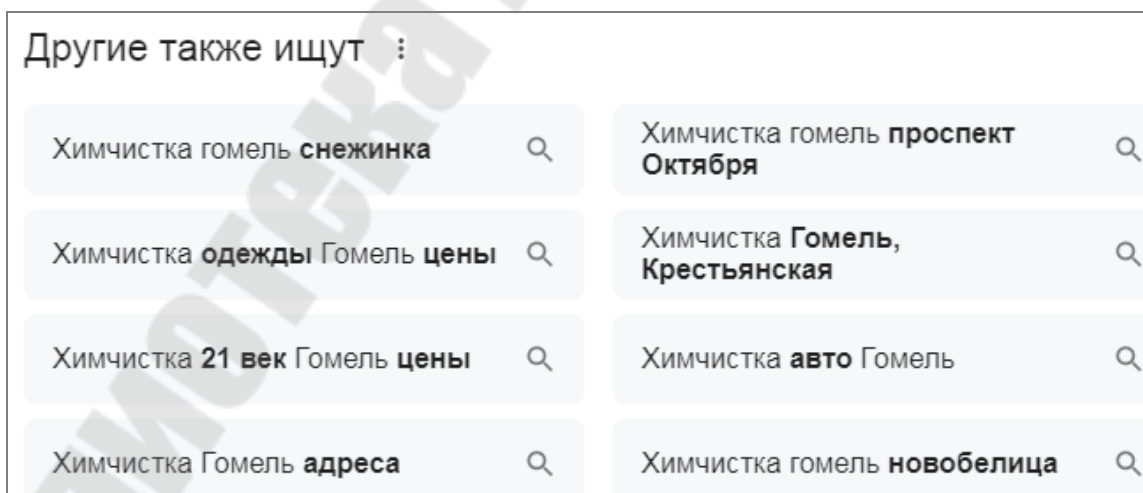 Другие также ищут
Химчистка гомель снежинка
Химчистка гомель проспект
Октября
Химчистка одежды Гомель цены
Химчистка Гомель,
Крестьянская
Химчистка 21 век Гомель цены
Химчистка авто Гомель
Химчистка Гомель адреса
Химчистка гомель новобелица